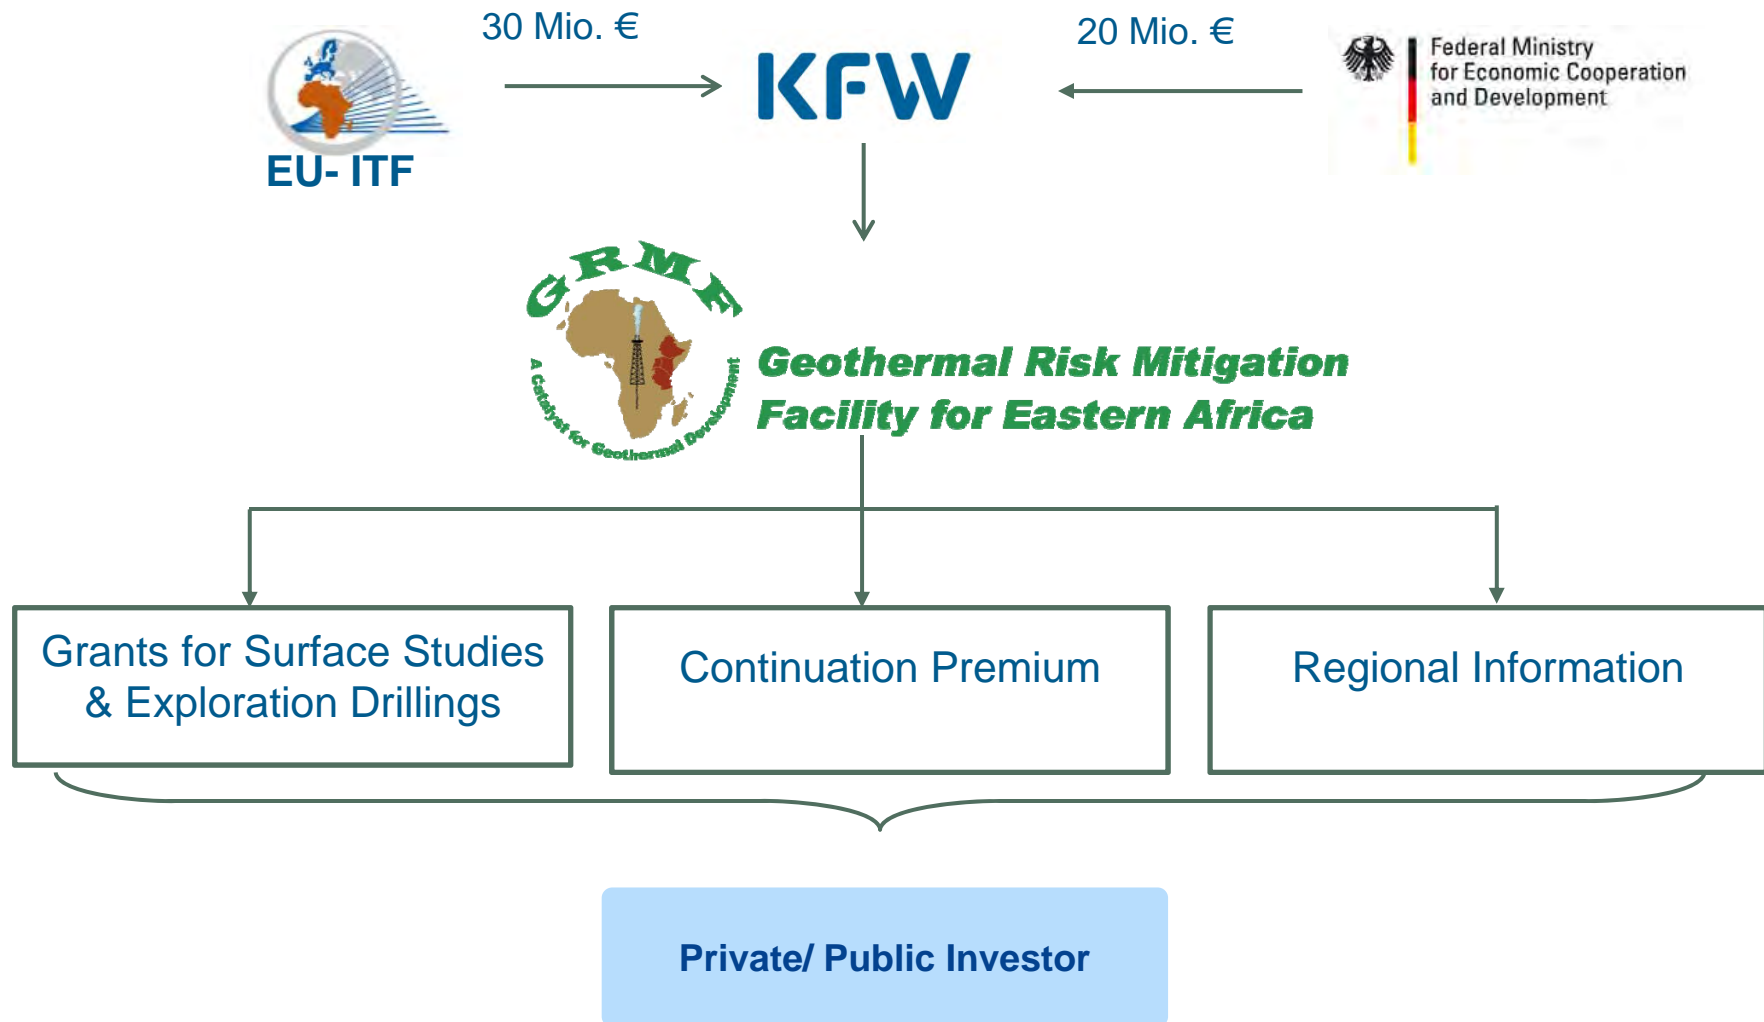 30 Mio. €
20 Mio. €
EU- ITF
KFW
Federal Ministry
for Economic Cooperation
and Development
GRMF
A Catalyst for Geothermal Development
Geothermal Risk Mitigation
Facility for Eastern Africa
Grants for Surface Studies
& Exploration Drillings
Continuation Premium
Regional Information
Private/ Public Investor